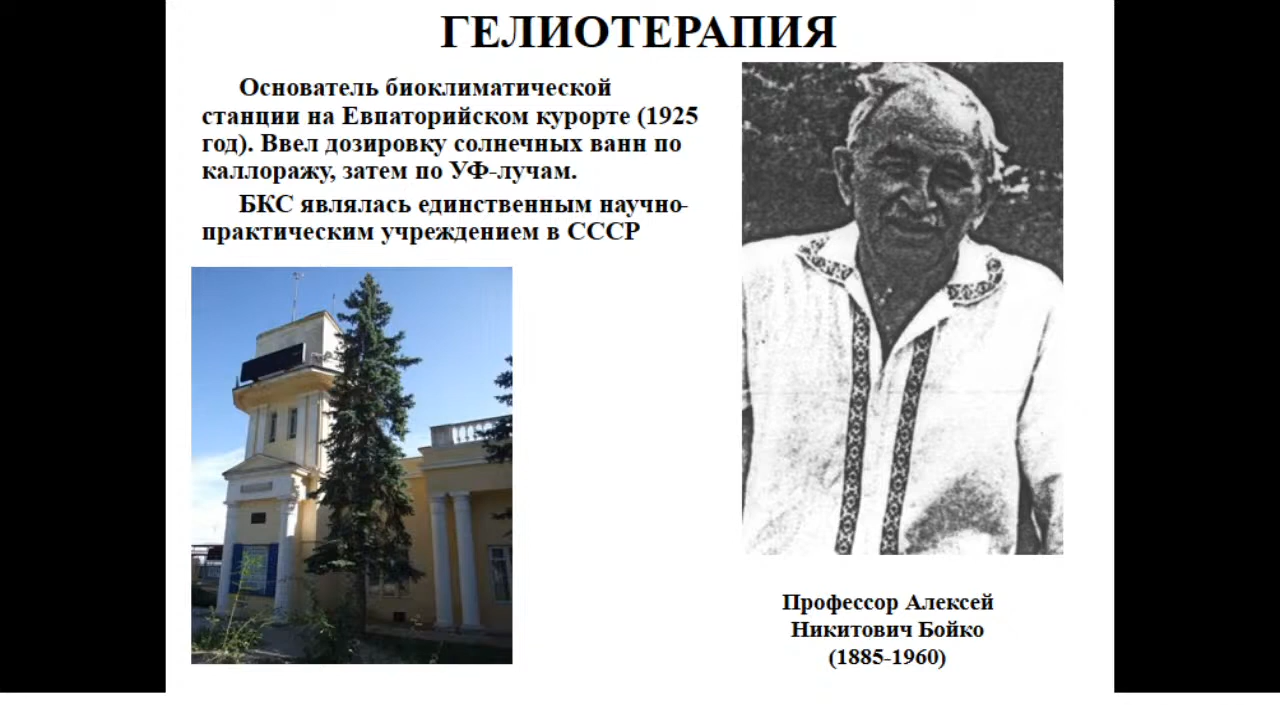 ГЕЛИОТЕРАПИЯ
Основатель биоклиматической
станции на Евпаторийском курорте (1925
год). Ввел дозировку солнечных ванн по
каллоражу, затем по УФ-лучам.
БКС являлась единственным научно-
практическим учреждением в СССР
Профессор Алексей
Никитович Бойко
(1885-1960)